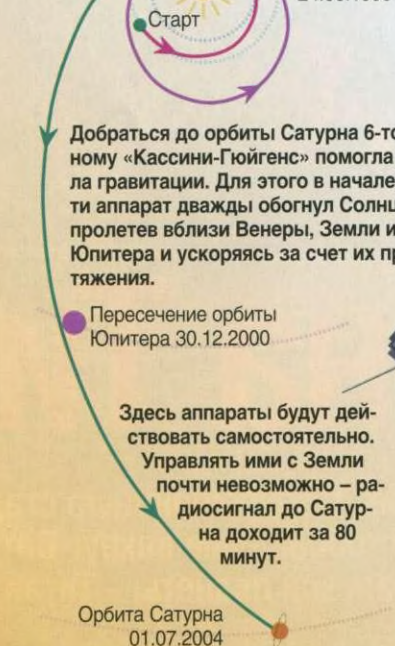 Старт
Добраться до орбиты Сатурна 6-то
ному «Кассини-Гюйгенс» помогла
ла гравитации. Для этого в начале
ти аппарат дважды обогнул Солнц
пролетев вблизи Венеры, Земли и
Юпитера и ускоряясь за счет их пр
тяжения.
Пересечение орбиты
Юпитера 30.12.2000
Здесь аппараты будут дей-
ствовать самостоятельно.
Управлять ими с Земли
почти невозможно – ра-
диосигнал до Сатур-
на доходит за 80
минут.
Орбита Сатурна
01.07.2004